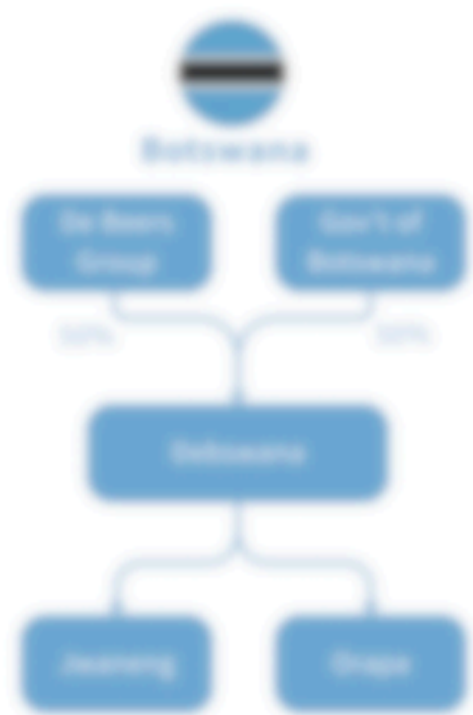 Botswana
De Beers
Group
Gov't of
Botswana
50%
50%
Debswana
Jwaneng
Orapa